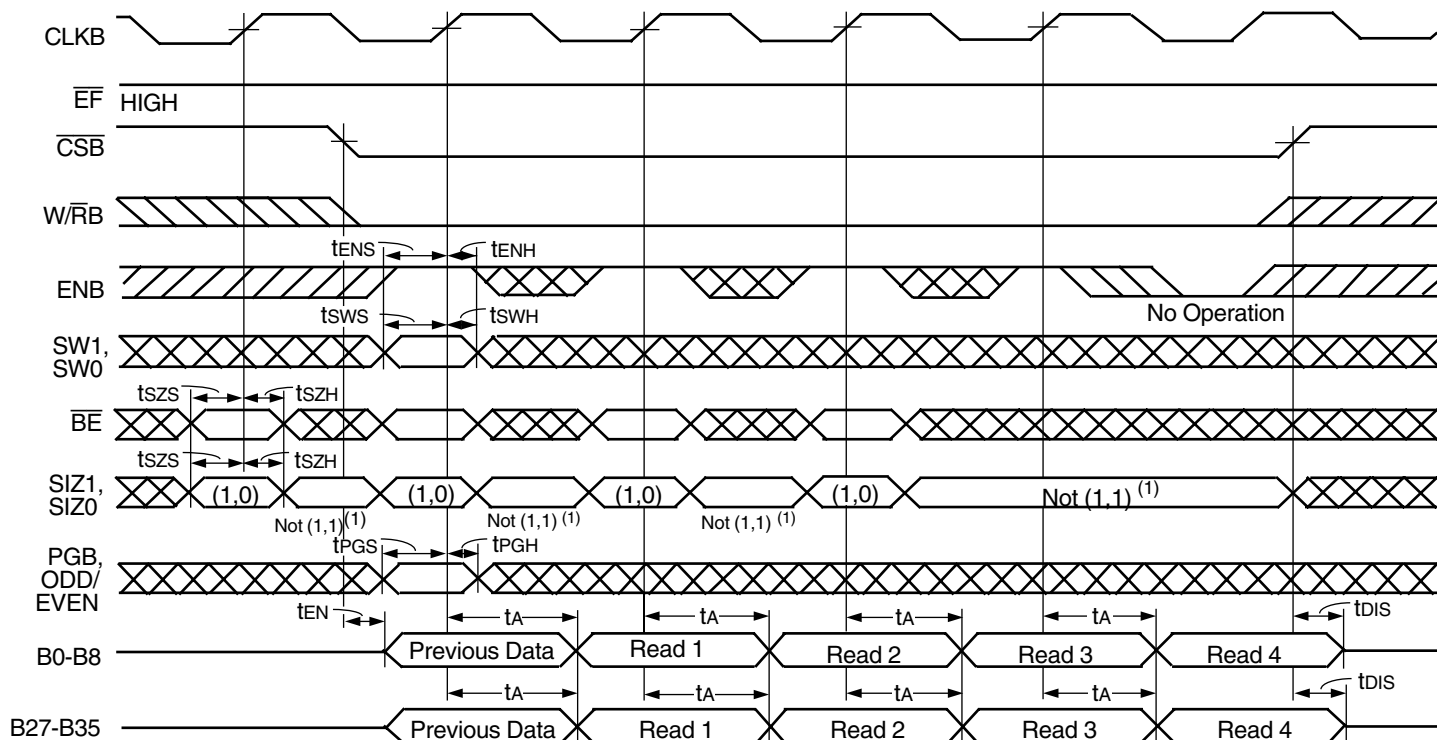 CLKB
EF HIGH
CSB
W/RB
tENS tENH
ENB
No Operation
tSWS tSWH
SW1,
SW0
tSZS tSZH
BE
tSZS tSZH
SIZ1,
SIZ0
(1,0) (1,0) (1,0) (1,0) Not (1,1) (1)
Not (1,1) (1) Not (1,1) (1) Not (1,1) (1)
tPGS tPGH
PGB,
ODD/
EVEN
tEN tA tA tA tA tDIS
B0-B8 Previous Data Read 1 Read 2 Read 3 Read 4
tA tA tA tA tDIS
B27-B35 Previous Data Read 1 Read 2 Read 3 Read 4